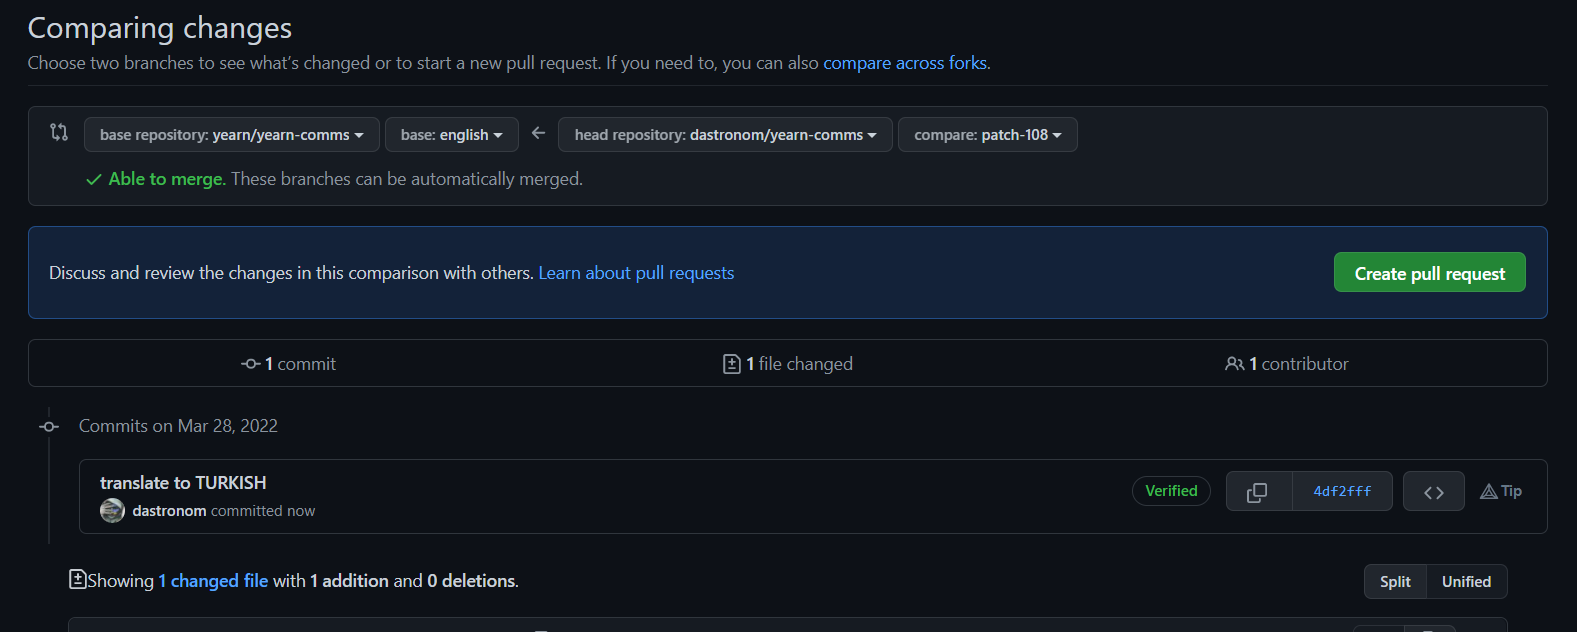 Comparing changes
Choose two branches to see what's changed or to start a new pull request. If you need to, you can also compare across forks.
base repository: yearn/yearn-comms base: english head repository: dastronom/yearn-comms compare: patch-108
Able to merge. These branches can be automatically merged.
Discuss and review the changes in this comparison with others. Learn about pull requests Create pull request
1 commit 1 file changed 1 contributor
Commits on Mar 28, 2022
translate to TURKISH
dastronom committed now
Verified 4df2fff Tip
Showing 1 changed file with 1 addition and 0 deletions.
Split Unified